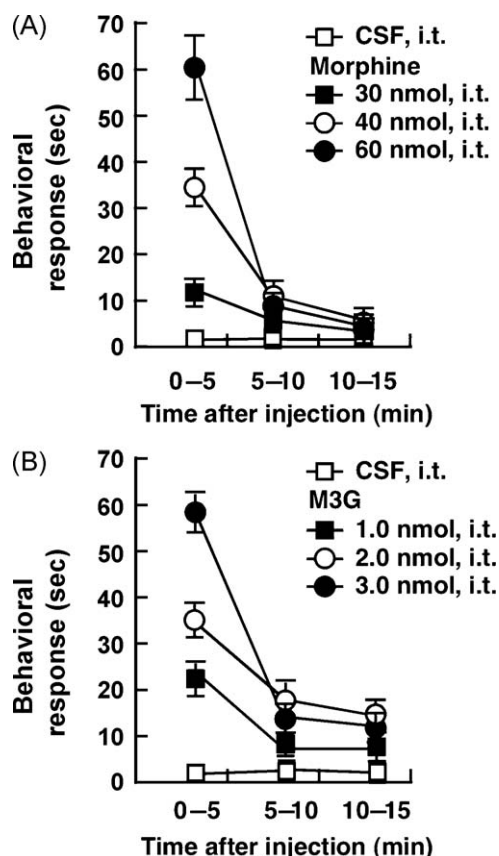 (A)
CSF, i.t.
Morphine
30 nmol, i.t.
40 nmol, i.t.
60 nmol, i.t.
Behavioral
response (sec)
70
60
50
40
30
20
10
0
0–5 5–10 10–15
Time after injection (min)
(B)
CSF, i.t.
M3G
1.0 nmol, i.t.
2.0 nmol, i.t.
3.0 nmol, i.t.
Behavioral
response (sec)
70
60
50
40
30
20
10
0
0–5 5–10 10–15
Time after injection (min)